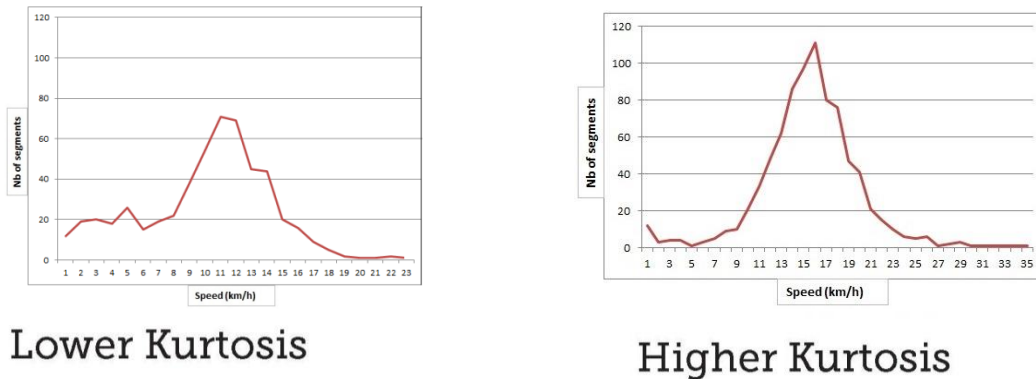 120
100
80
60
40
20
0
Nb of segments
1 2 3 4 5 6 7 8 9 10 11 12 13 14 15 16 17 18 19 20 21 22 23
Speed (km/h)
Lower Kurtosis
120
100
80
60
40
20
0
Nb of segments
1 3 5 7 9 11 13 15 17 19 21 23 25 27 29 31 33 35
Speed (km/h)
Higher Kurtosis